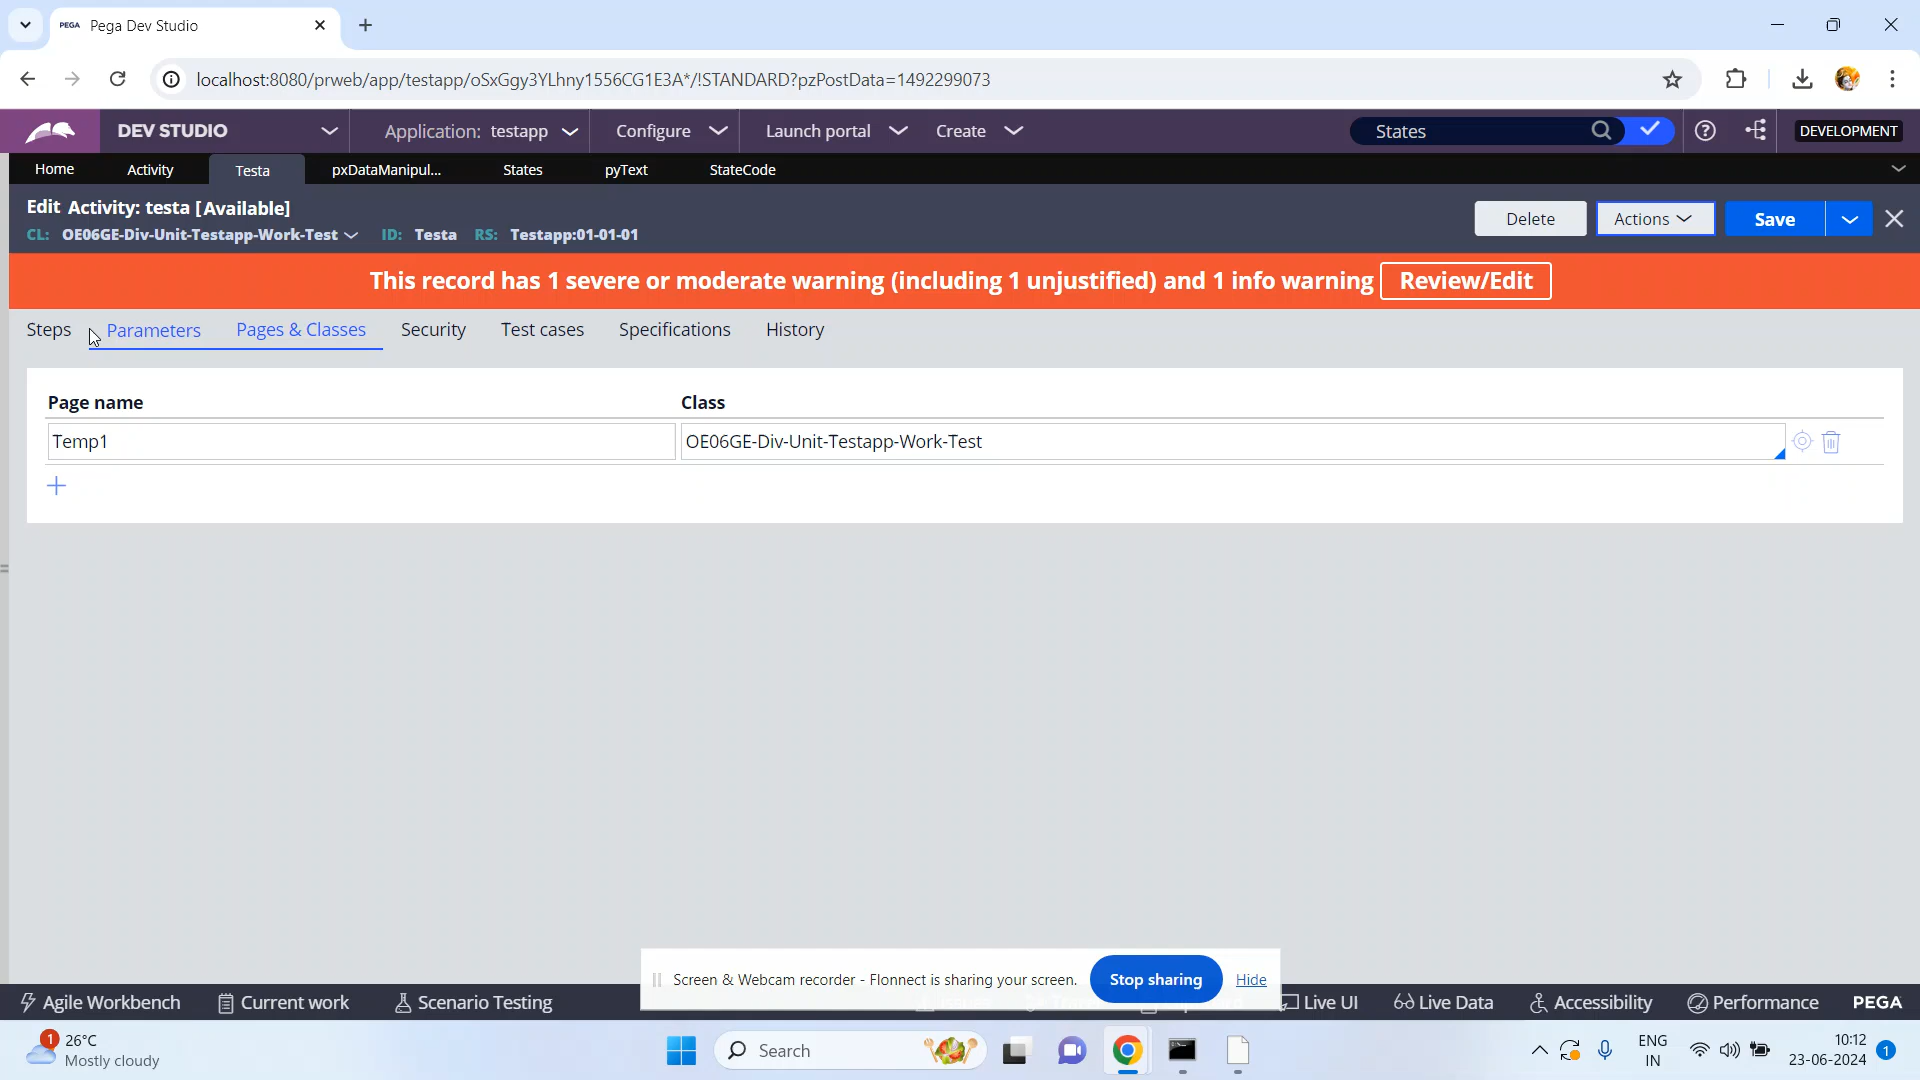 PEGA Pega Dev Studio
localhost:8080/prweb/app/testapp/oSxGgy3YLhny1556CG1E3A*/!STANDARD?pzPostData=1492299073
DEV STUDIO Application: testapp Configure Launch portal Create States DEVELOPMENT
Home Activity Testa pxDataManipul... States pyText StateCode
Edit Activity: testa [Available]
CL: OE06GE-Div-Unit-Testapp-Work-Test ID: Testa RS: Testapp:01-01-01
Delete Actions Save
This record has 1 severe or moderate warning (including 1 unjustified) and 1 info warning Review/Edit
Steps Parameters Pages & Classes Security Test cases Specifications History
Page name Class
Temp1 OE06GE-Div-Unit-Testapp-Work-Test
Screen & Webcam recorder - Flonnect is sharing your screen. Stop sharing Hide
Agile Workbench Current work Scenario Testing Live UI Live Data Accessibility Performance PEGA
1 26°C
Mostly cloudy
Search
ENG
IN
10:12
23-06-2024
1